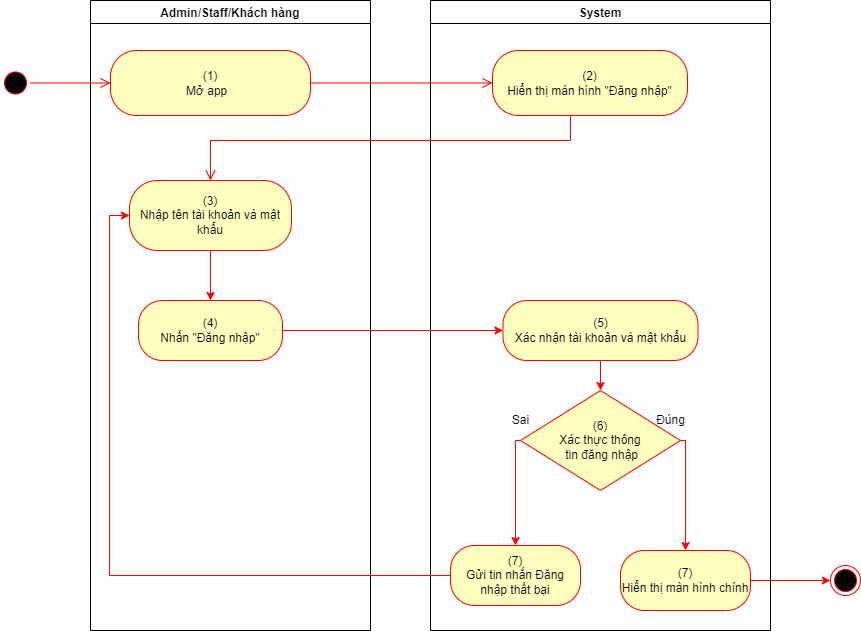 Admin/Staff/Khách hàng
System
(1)
Mở app
(2)
Hiển thị màn hình "Đăng nhập"
(3)
Nhập tên tài khoản và mật
khẩu
(4)
Nhấn "Đăng nhập"
(5)
Xác nhận tài khoản và mật khẩu
Sai
Đúng
(6)
Xác thực thông
tin đăng nhập
(7)
Gửi tin nhắn Đăng
nhập thất bại
(7)
Hiển thị màn hình chính